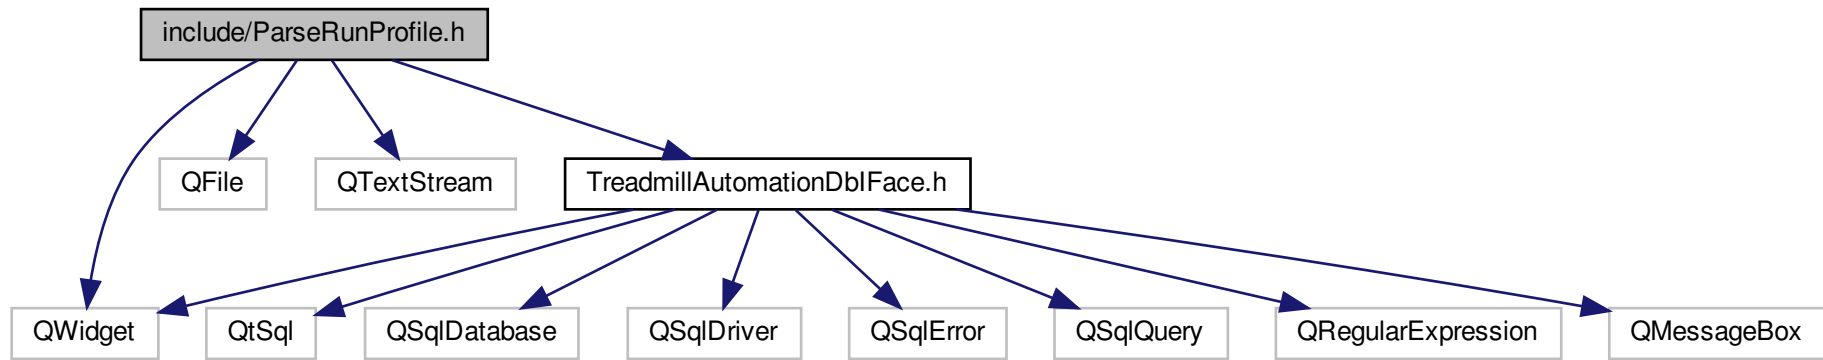 include/ParseRunProfile.h
QFile
QTextStream
TreadmillAutomationDbIFace.h
QWidget
QtSql
QSqlDatabase
QSqlDriver
QSqlError
QSqlQuery
QRegularExpression
QMessageBox